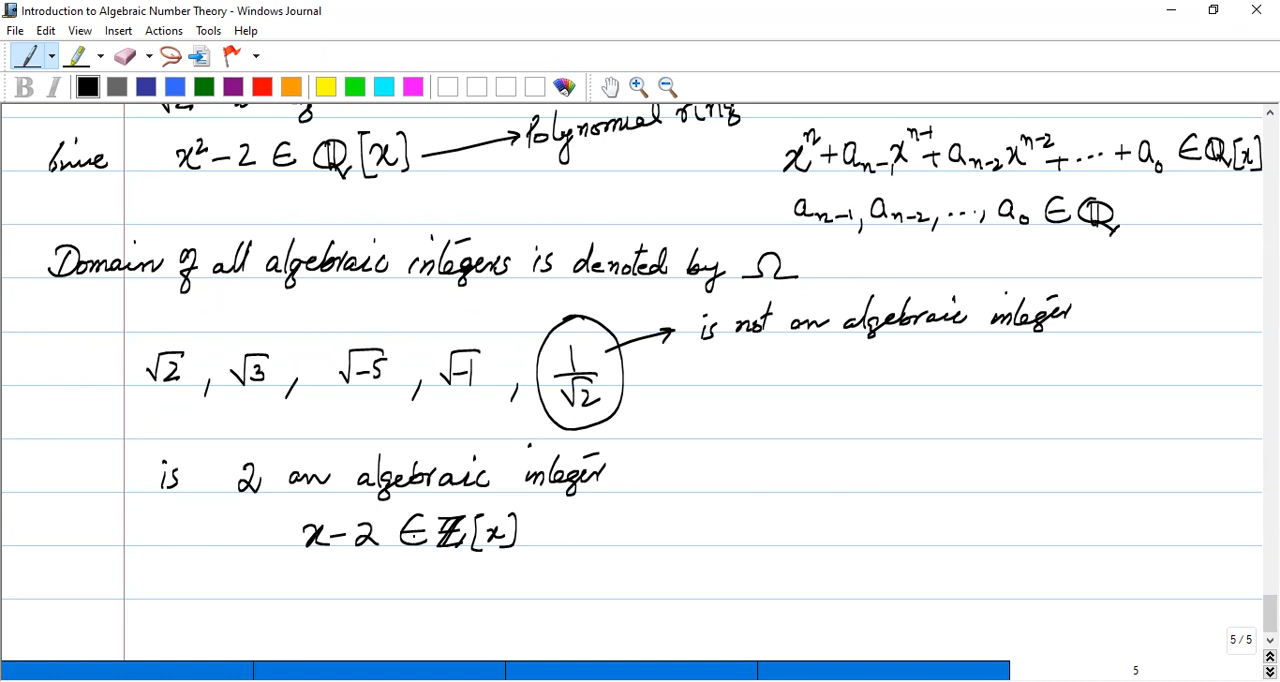 Introduction to Algebraic Number Theory - Windows Journal
File Edit View Insert Actions Tools Help
B I
Since x² - 2 ∈ ℚ[x] → Polynomial ring
xⁿ + aₙ₋₁xⁿ⁻¹ + aₙ₋₂xⁿ⁻² + ... + a₀ ∈ ℚ[x]
aₙ₋₁, aₙ₋₂, ..., a₀ ∈ ℚ
Domain of all algebraic integers is denoted by Ω
√2 , √3 , √-5 , √-1 , 1/√2 → is not an algebraic integer
is 2 an algebraic integer
x - 2 ∈ ℤ[x]
5 / 5
5